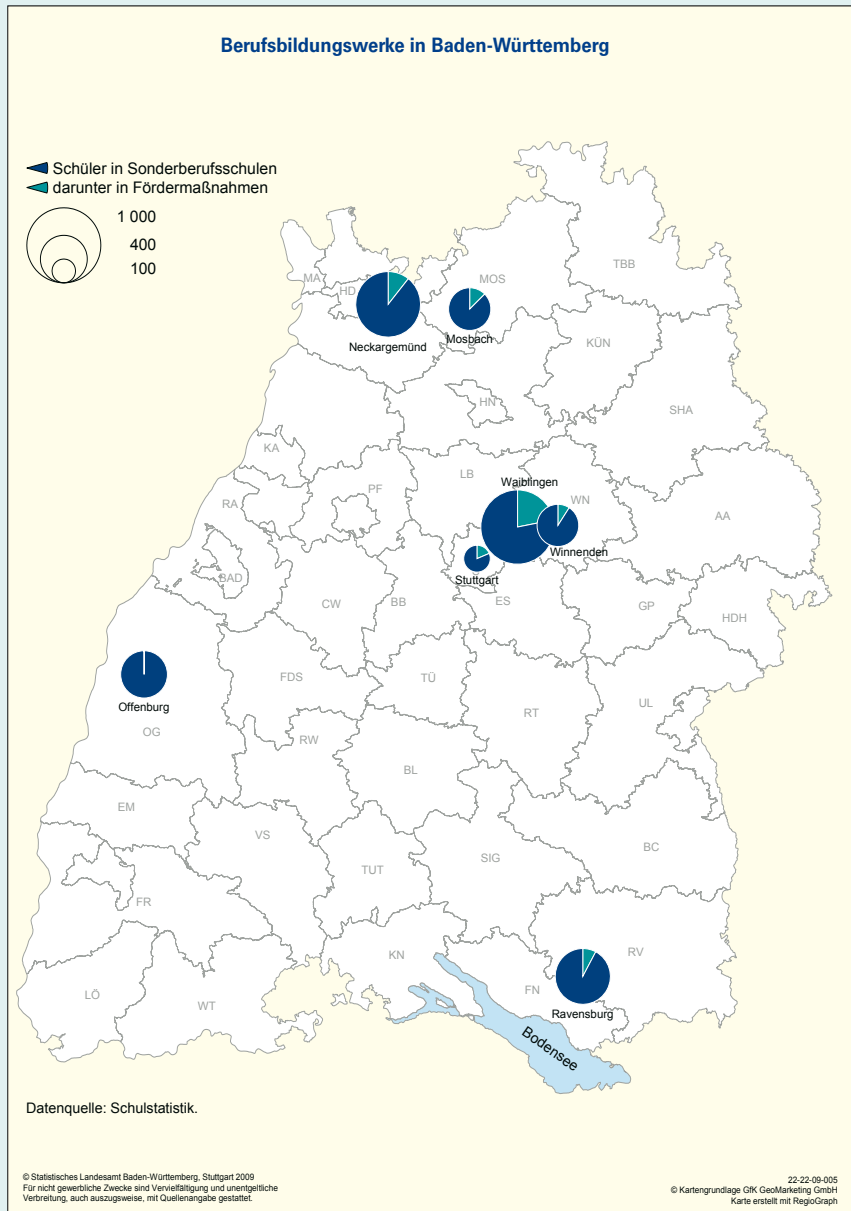 Berufsbildungswerke in Baden-Württemberg
Schüler in Sonderberufsschulen
darunter in Fördermaßnahmen
1 000
400
100
MA
HD
MOS
TBB
Neckargemünd
Mosbach
KÜN
HN
SHA
KA
LB
Waiblingen
WN
PF
RA
AA
Winnenden
Stuttgart
BAD
CW
BB
ES
GP
HDH
FDS
TÜ
UL
Offenburg
RT
OG
RW
BL
EM
VS
BC
SIG
TUT
FR
KN
RV
FN
LÖ
WT
Ravensburg
Bodensee
Datenquelle: Schulstatistik.
© Statistisches Landesamt Baden-Württemberg, Stuttgart 2009
Für nicht gewerbliche Zwecke sind Vervielfältigung und unentgeltliche
Verbreitung, auch auszugsweise, mit Quellenangabe gestattet.
22-22-09-005
© Kartengrundlage GfK GeoMarketing GmbH
Karte erstellt mit RegioGraph